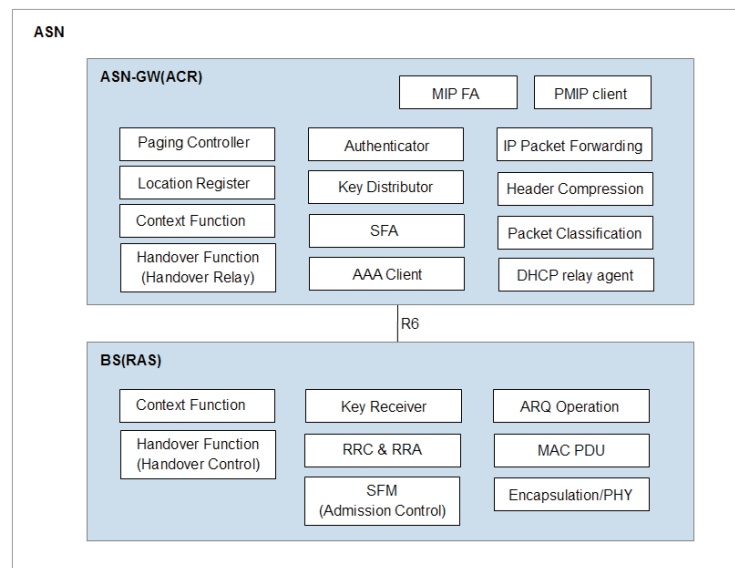 ASN
ASN-GW(ACR)
MIP FA
PMIP client
Paging Controller
Authenticator
IP Packet Forwarding
Location Register
Key Distributor
Header Compression
Context Function
SFA
Packet Classification
Handover Function
(Handover Relay)
AAA Client
DHCP relay agent
R6
BS(RAS)
Context Function
Key Receiver
ARQ Operation
Handover Function
(Handover Control)
RRC & RRA
MAC PDU
SFM
(Admission Control)
Encapsulation/PHY